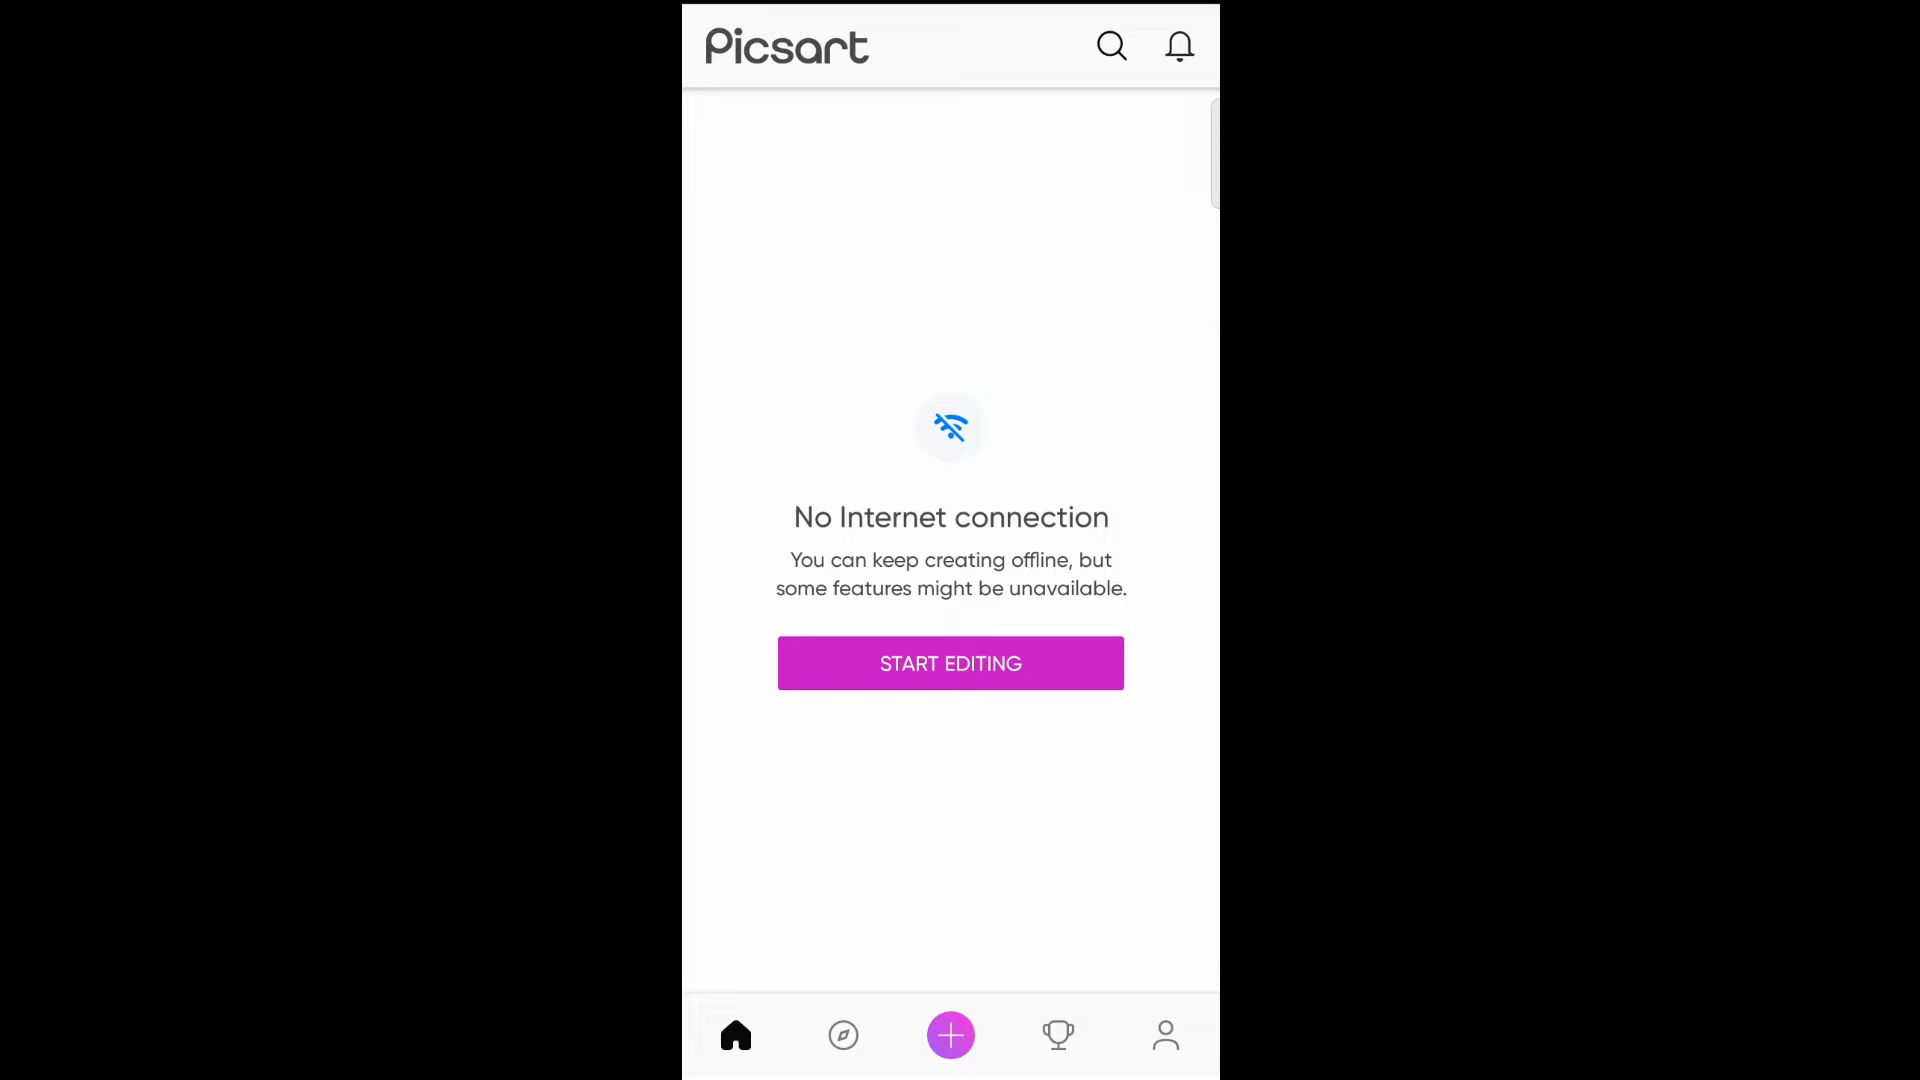 Picsart
No Internet connection
You can keep creating offline, but
some features might be unavailable.
START EDITING